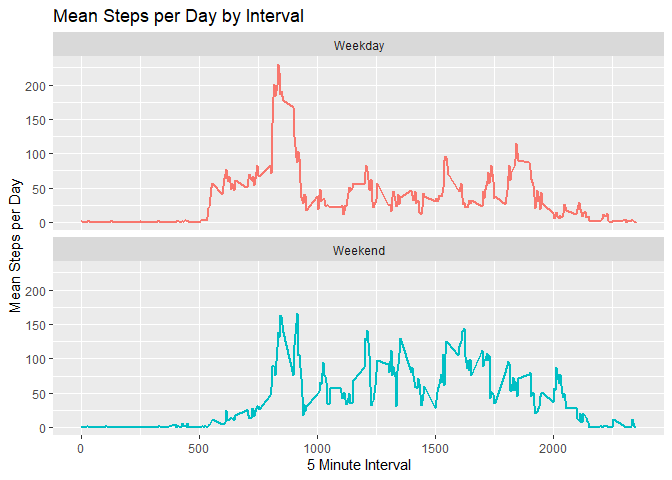 Mean Steps per Day by Interval
Weekday
200
150
100
50
0
Weekend
200
150
100
50
0
Mean Steps per Day
0 500 1000 1500 2000
5 Minute Interval